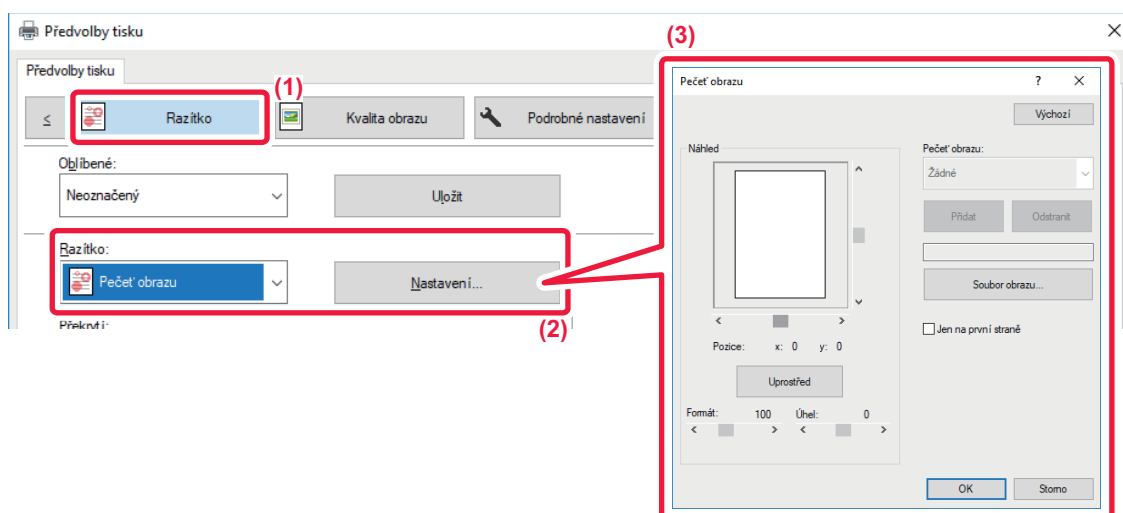 Předvolby tisku
Předvolby tisku
(1)
Razítko
Kvalita obrazu
Podrobné nastavení
Oblíbené:
Neoznačený
Uložit
Razítko:
Pečeť obrazu
Nastavení...
(2)
Překrytí:
(3)
Pečeť obrazu
?
Výchozí
Náhled
Pečeť obrazu:
Žádné
Přidat
Odstranit
Soubor obrazu...
Jen na první straně
Pozice: x: 0 y: 0
Uprostřed
Formát: 100 Úhel: 0
OK
Storno